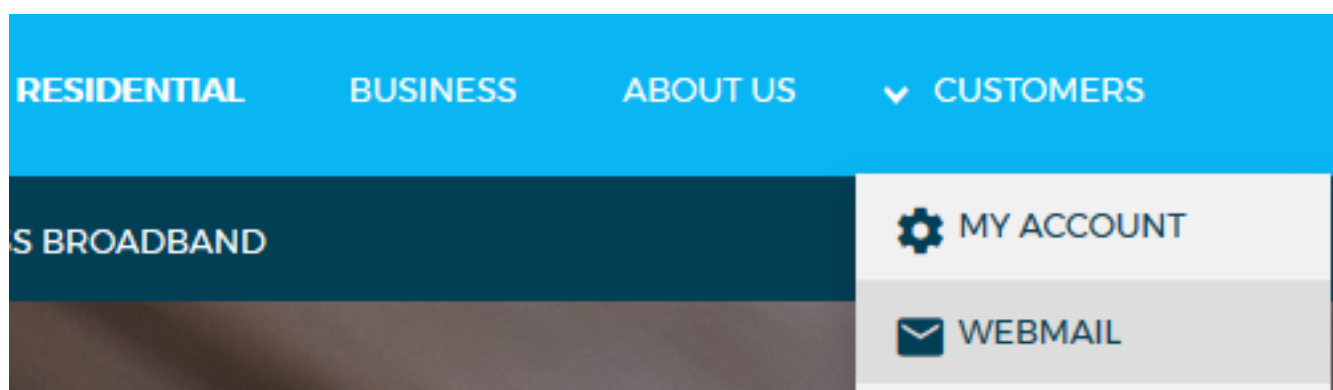 RESIDENTIAL BUSINESS ABOUT US CUSTOMERS
BROADBAND
MY ACCOUNT
WEBMAIL